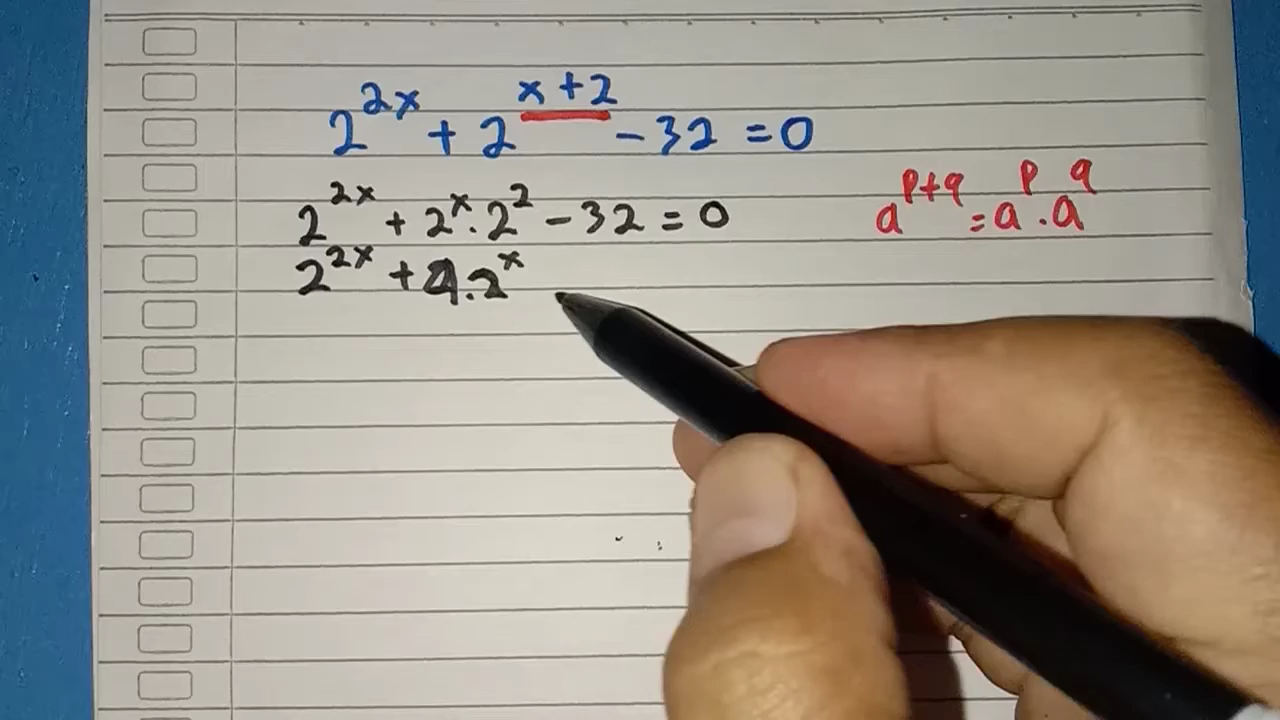 2^{2x} + 2^{x+2} - 32 = 0
2^{2x} + 2^x . 2^2 - 32 = 0
a^{p+q} = a^p . a^q
2^{2x} + 4 . 2^x